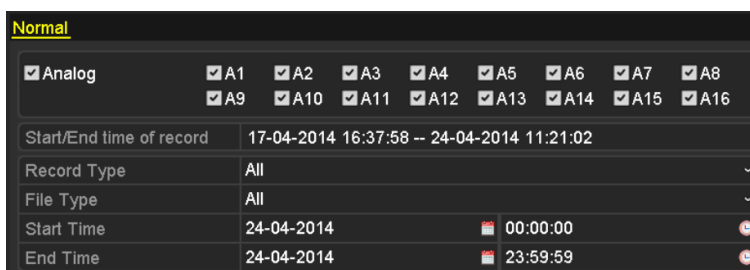 Normal
Analog A1 A2 A3 A4 A5 A6 A7 A8
A9 A10 A11 A12 A13 A14 A15 A16
Start/End time of record 17-04-2014 16:37:58 -- 24-04-2014 11:21:02
Record Type All
File Type All
Start Time 24-04-2014 00:00:00
End Time 24-04-2014 23:59:59